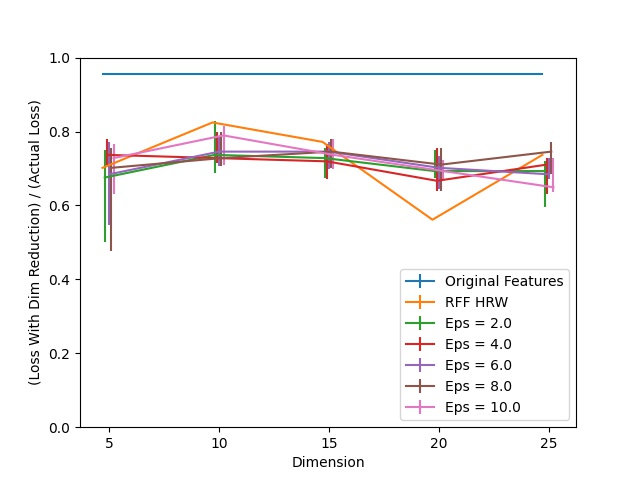 1.0
0.8
0.6
0.4
0.2
0.0
(Loss With Dim Reduction) / (Actual Loss)
Original Features
RFF HRW
Eps = 2.0
Eps = 4.0
Eps = 6.0
Eps = 8.0
Eps = 10.0
5 10 15 20 25
Dimension